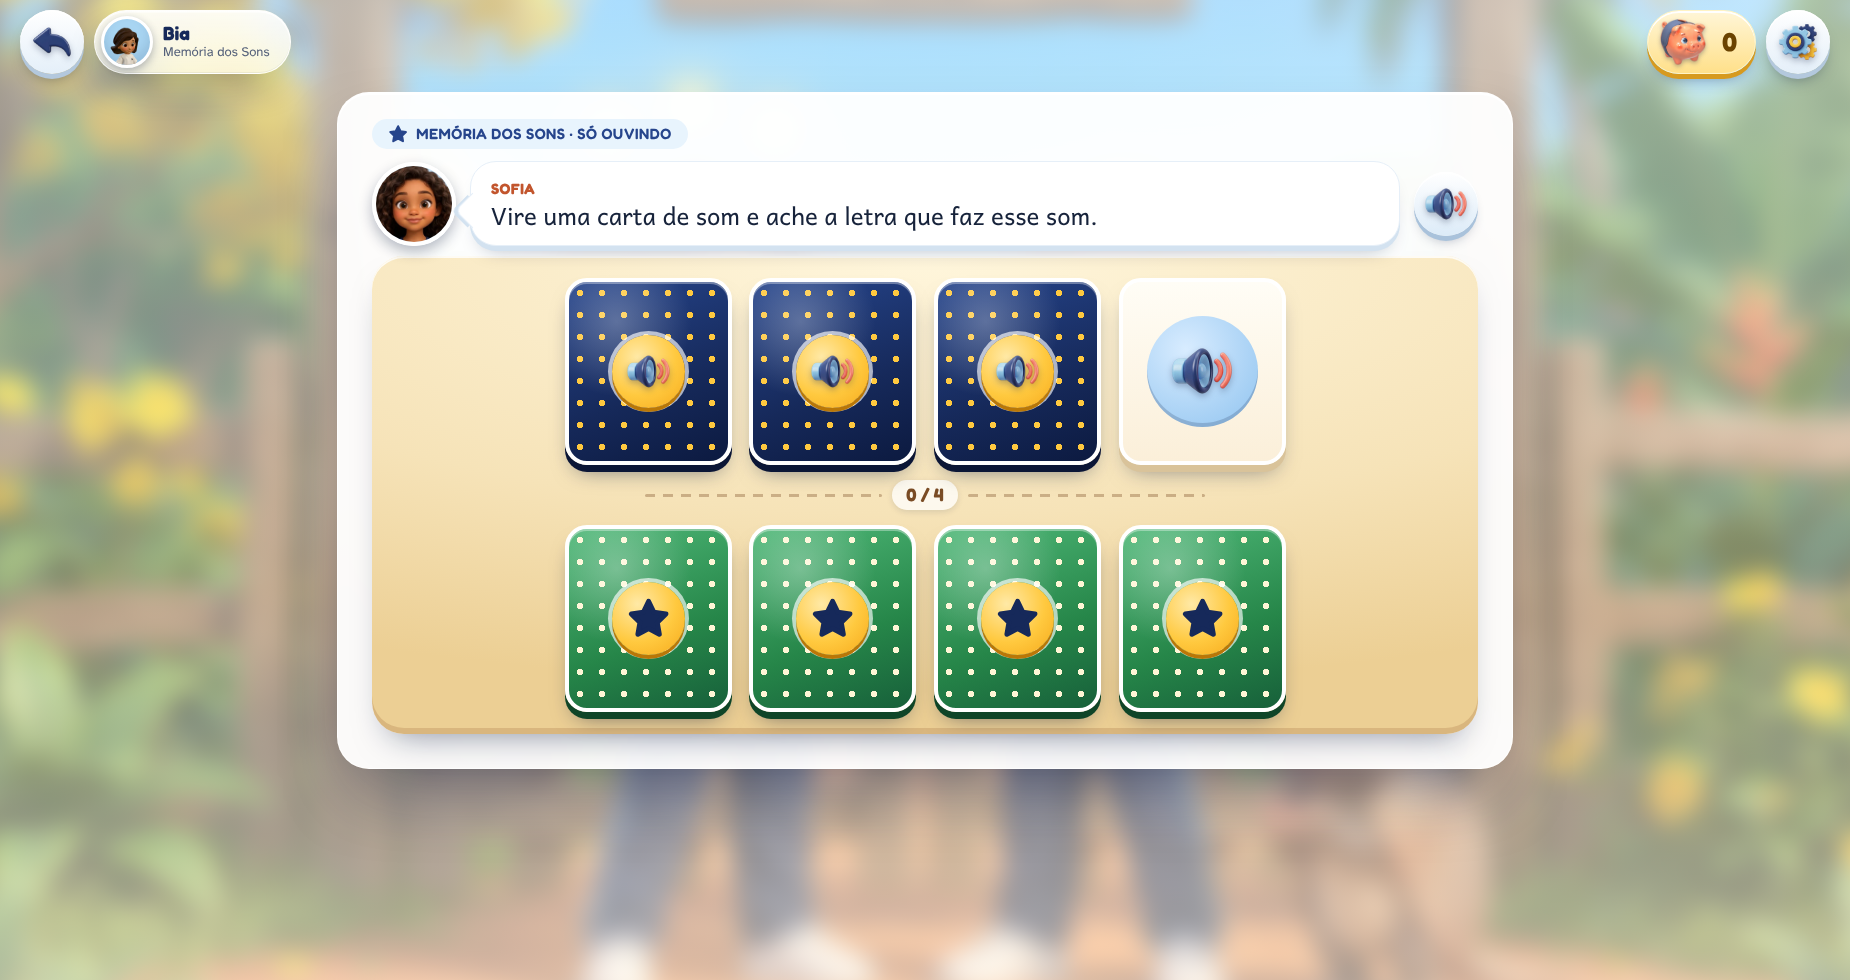 Bia
Memória dos Sons
0
MEMÓRIA DOS SONS · SÓ OUVINDO
SOFIA
Vire uma carta de som e ache a letra que faz esse som.
0 / 4